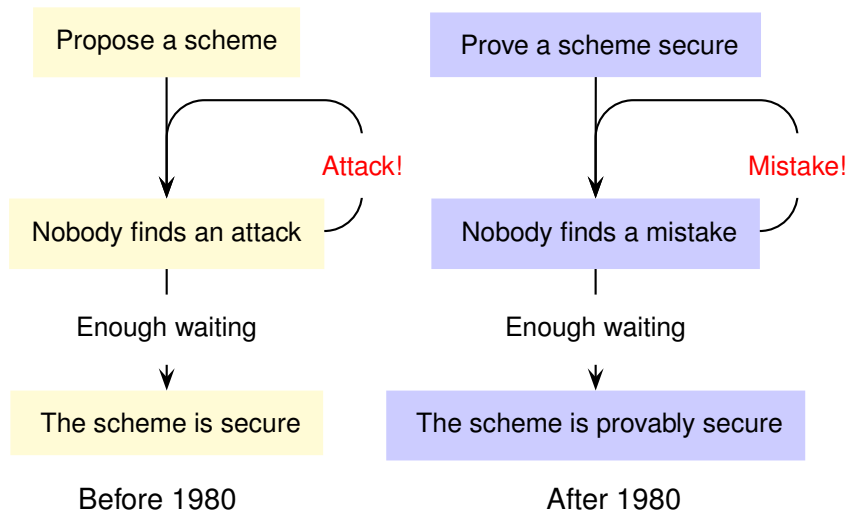 Propose a scheme
Attack!
Nobody finds an attack
Enough waiting
The scheme is secure
Before 1980
Prove a scheme secure
Mistake!
Nobody finds a mistake
Enough waiting
The scheme is provably secure
After 1980